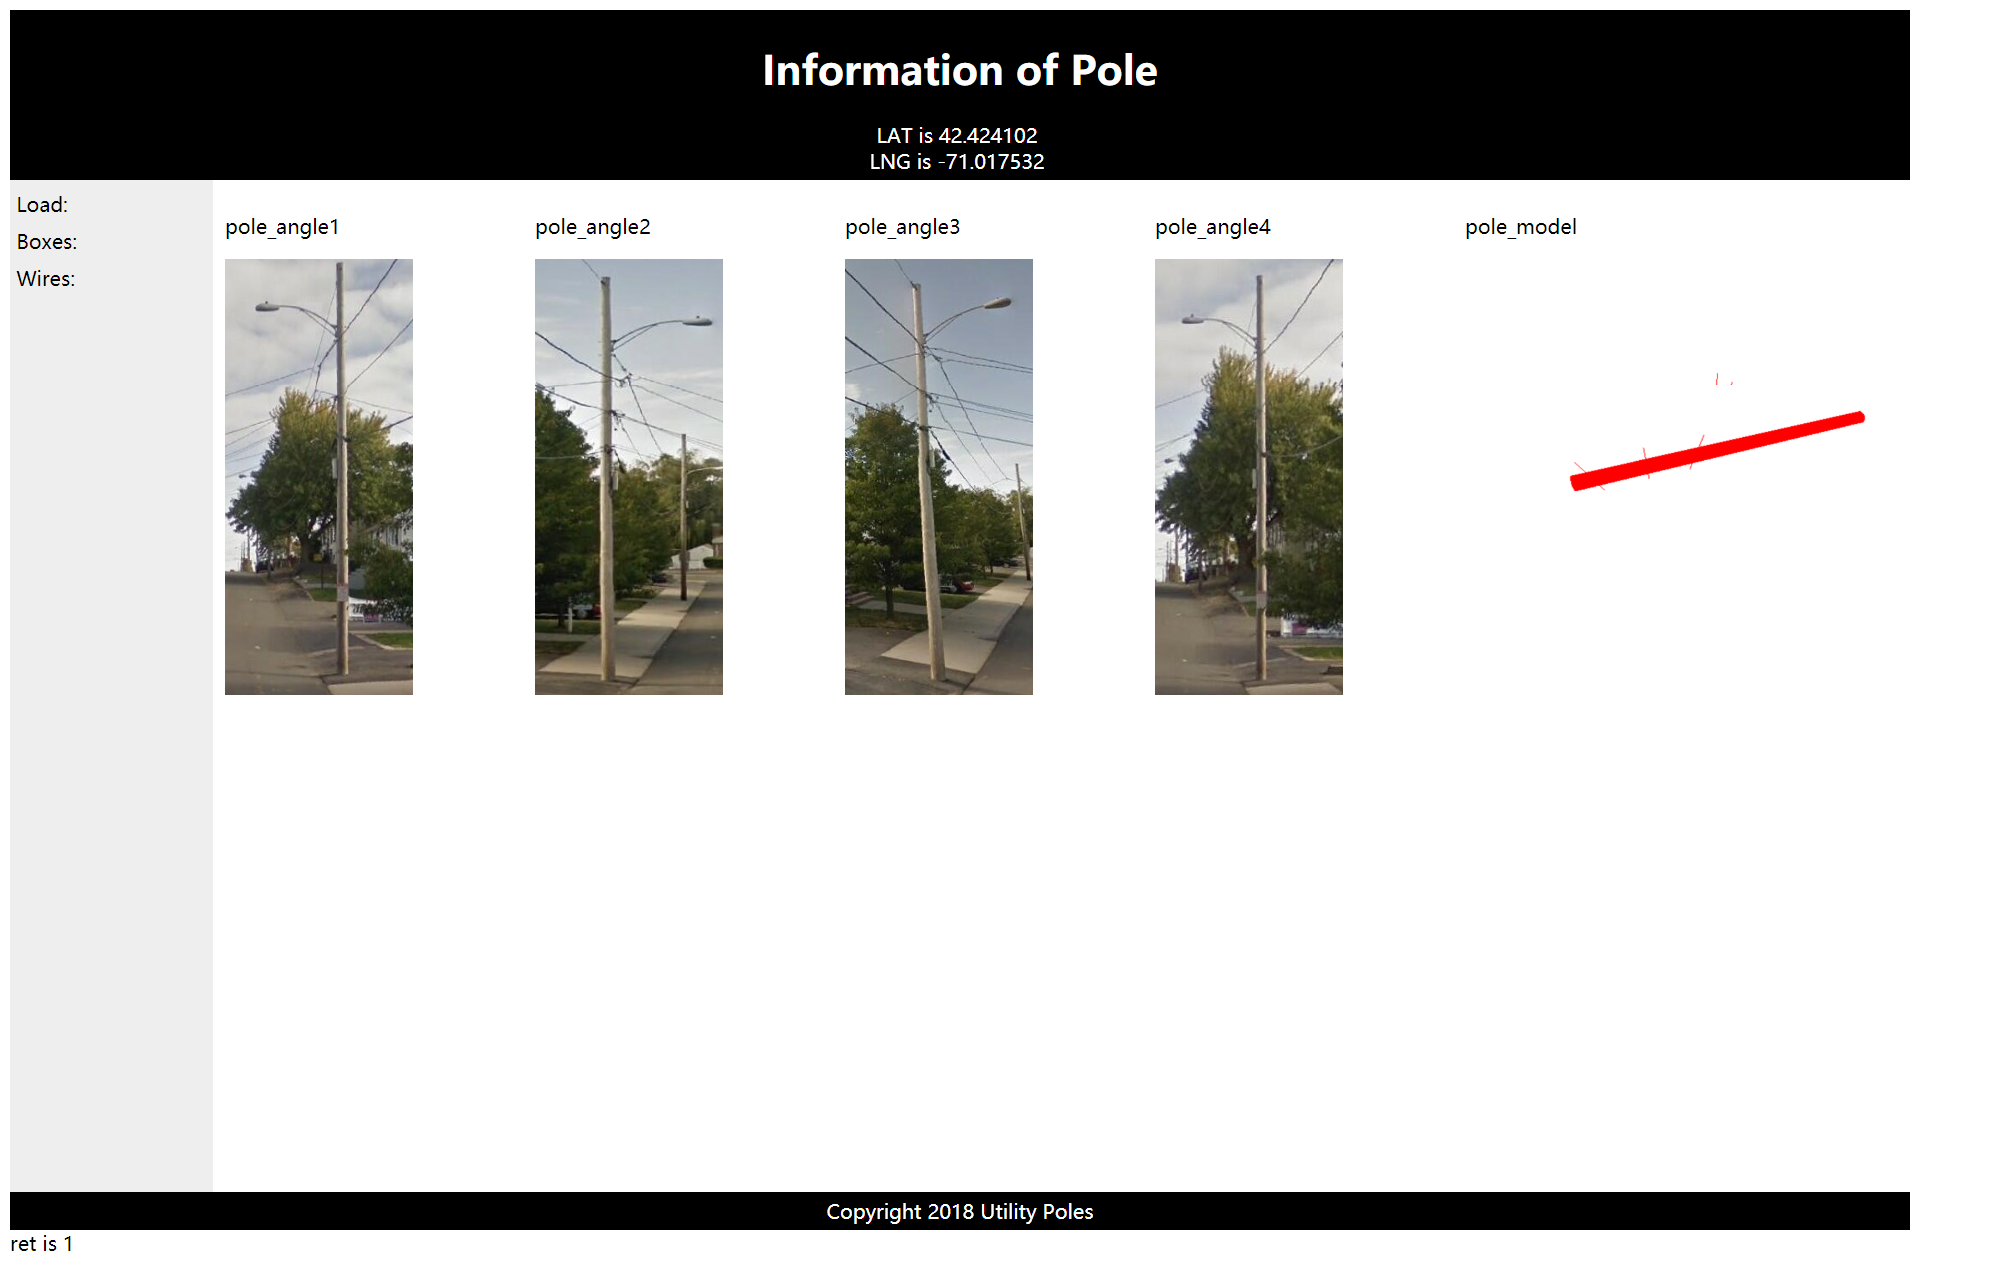 Information of Pole
LAT is 42.424102
LNG is -71.017532
Load:
Boxes:
Wires:
pole_angle1
pole_angle2
pole_angle3
pole_angle4
pole_model
Copyright 2018 Utility Poles
ret is 1